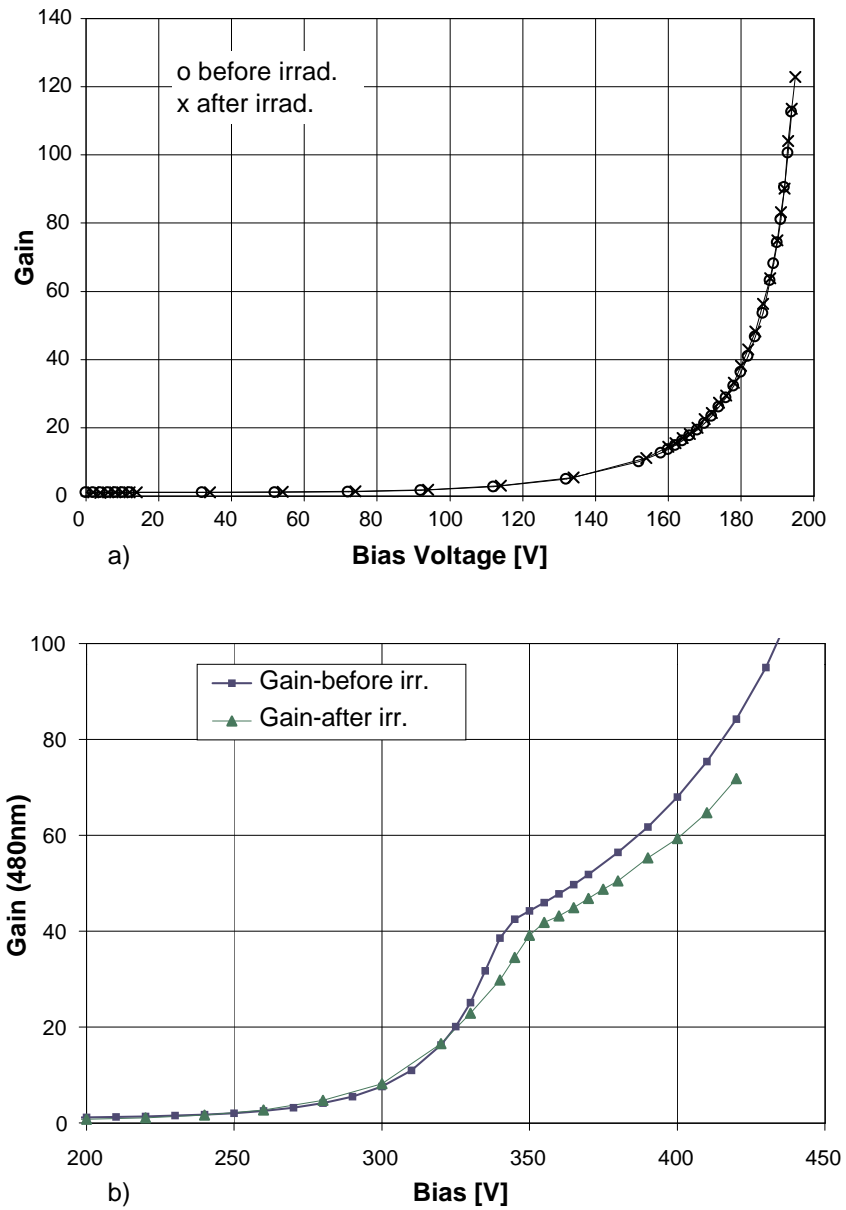 140
120
100
80
60
40
20
0
Gain
o before irrad.
x after irrad.
0 20 40 60 80 100 120 140 160 180 200
a)
Bias Voltage [V]
100
80
60
40
20
0
Gain (480nm)
Gain-before irr.
Gain-after irr.
200 250 300 350 400 450
b)
Bias [V]